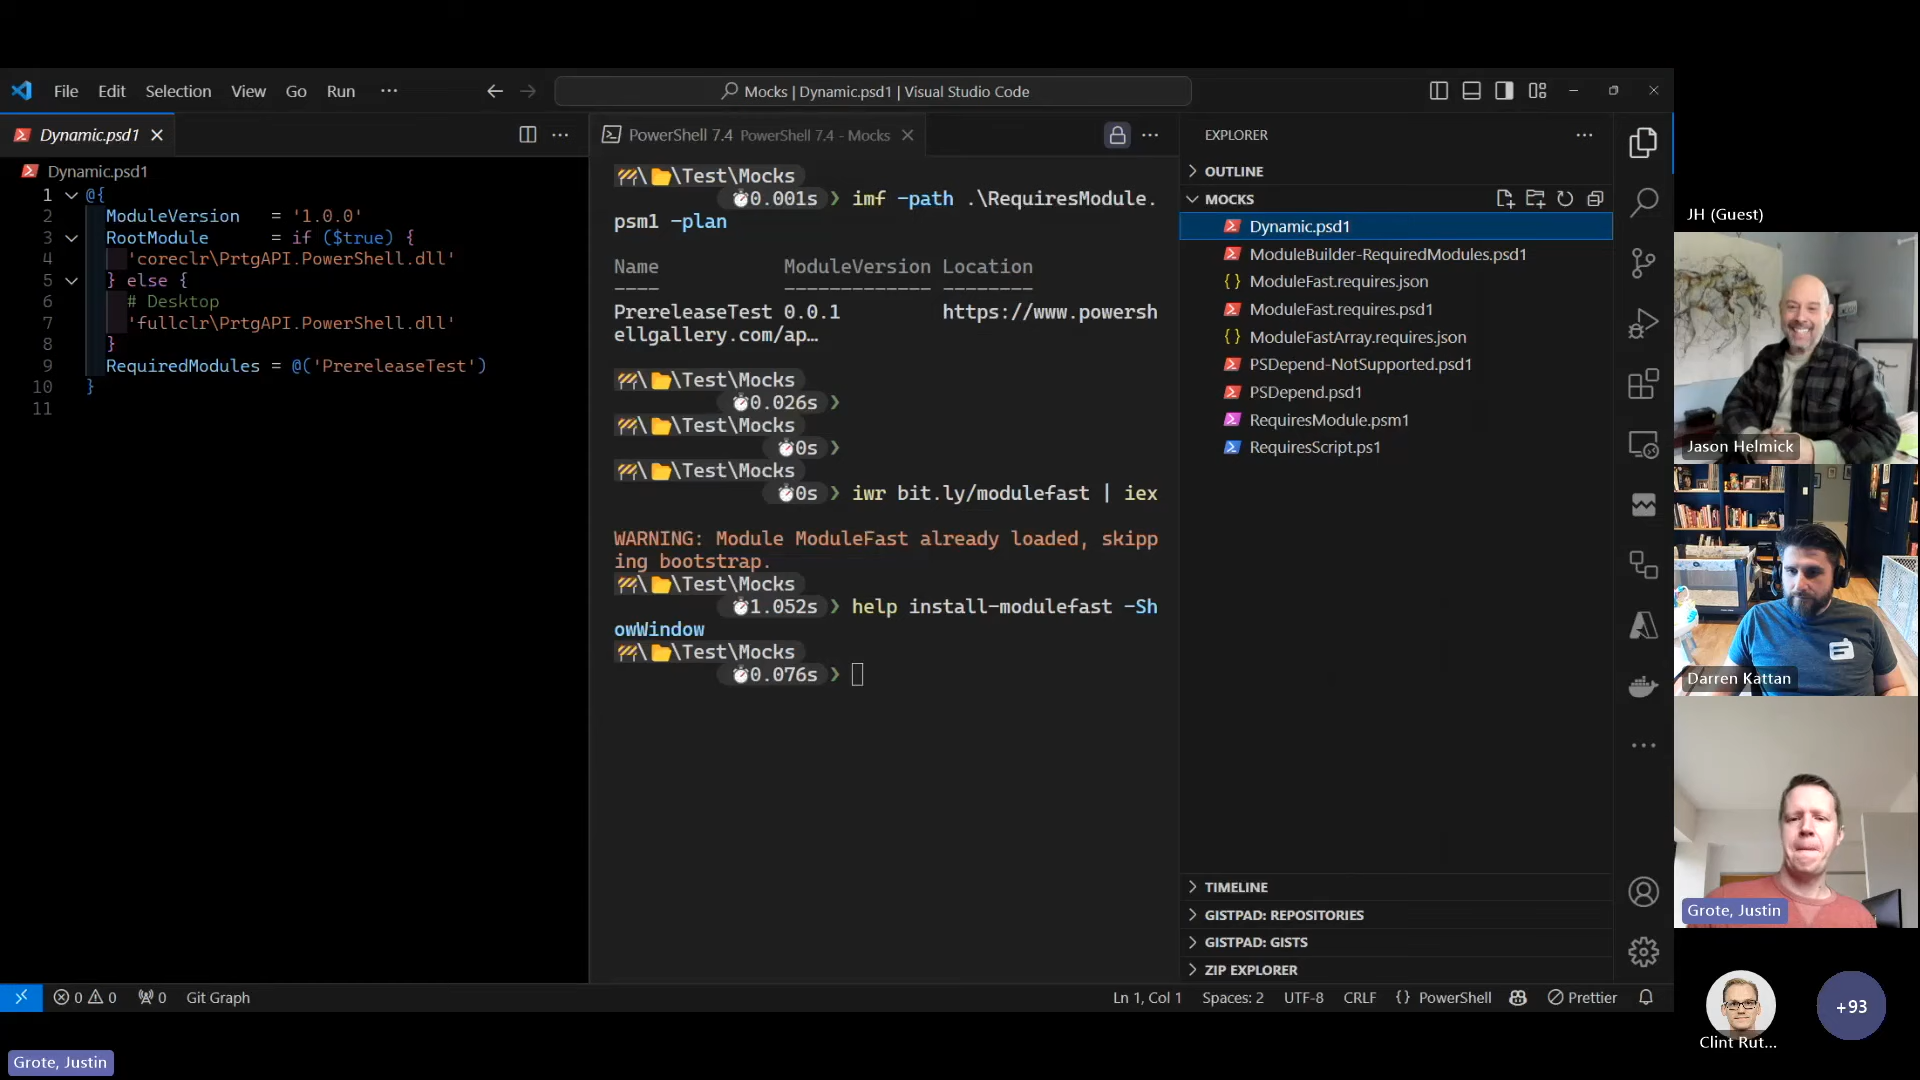 File Edit Selection View Go Run ···
Mocks | Dynamic.psd1 | Visual Studio Code
Dynamic.psd1
Dynamic.psd1
1 @{
2 ModuleVersion = '1.0.0'
3 RootModule = if ($true) {
4 'coreclr\PrtgAPI.PowerShell.dll'
5 } else {
6 # Desktop
7 'fullclr\PrtgAPI.PowerShell.dll'
8 }
9 RequiredModules = @('PrereleaseTest')
10 }
11
PowerShell 7.4 PowerShell 7.4 - Mocks
\Test\Mocks
0.001s ❯ imf -path .\RequiresModule.
psm1 -plan
Name ModuleVersion Location
---- ------------- --------
PrereleaseTest 0.0.1 https://www.powersh
ellgallery.com/ap…
\Test\Mocks
0.026s ❯
\Test\Mocks
0s ❯
\Test\Mocks
0s ❯ iwr bit.ly/modulefast | iex
WARNING: Module ModuleFast already loaded, skipp
ing bootstrap.
\Test\Mocks
1.052s ❯ help install-modulefast -Sh
owWindow
\Test\Mocks
0.076s ❯
EXPLORER
OUTLINE
MOCKS
Dynamic.psd1
ModuleBuilder-RequiredModules.psd1
{} ModuleFast.requires.json
ModuleFast.requires.psd1
{} ModuleFastArray.requires.json
PSDepend-NotSupported.psd1
PSDepend.psd1
RequiresModule.psm1
RequiresScript.ps1
TIMELINE
GISTPAD: REPOSITORIES
GISTPAD: GISTS
ZIP EXPLORER
0 0 0 Git Graph
Ln 1, Col 1 Spaces: 2 UTF-8 CRLF {} PowerShell Prettier
JH (Guest)
Jason Helmick
Darren Kattan
Grote, Justin
Clint Rut...
+93
Grote, Justin